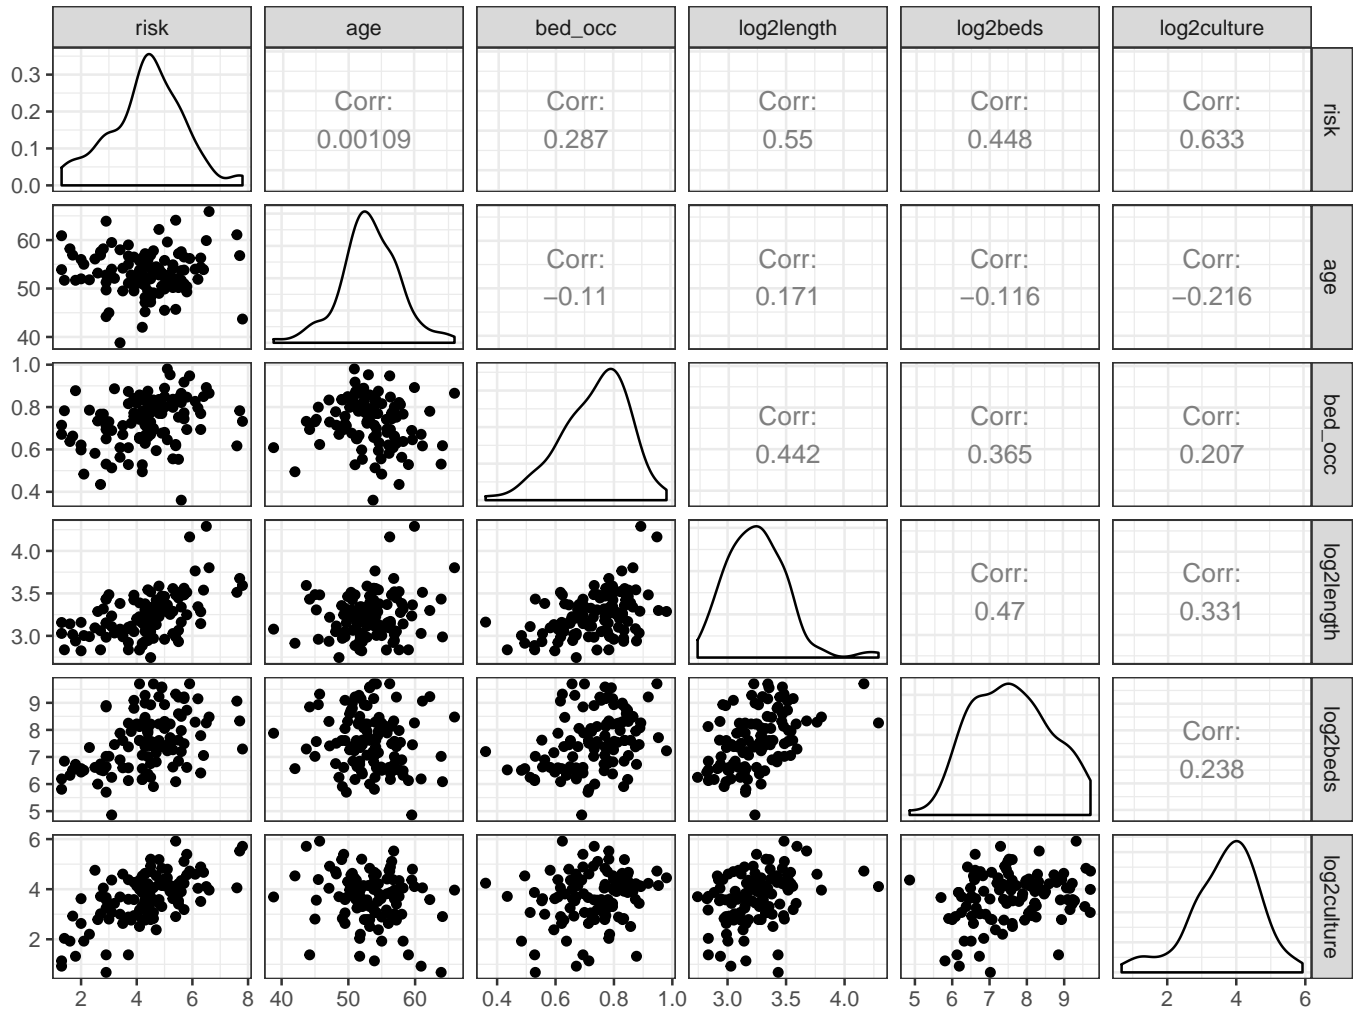 risk age bed_occ log2length log2beds log2culture
0.3
0.2
0.1
0.0
Corr:
0.00109
Corr:
0.287
Corr:
0.55
Corr:
0.448
Corr:
0.633
risk
60
50
40
Corr:
−0.11
Corr:
0.171
Corr:
−0.116
Corr:
−0.216
age
1.0
0.8
0.6
0.4
Corr:
0.442
Corr:
0.365
Corr:
0.207
bed_occ
4.0
3.5
3.0
Corr:
0.47
Corr:
0.331
log2length
9
8
7
6
5
Corr:
0.238
log2beds
6
4
2
log2culture
2 4 6 8 40 50 60 0.4 0.6 0.8 1.0 3.0 3.5 4.0 5 6 7 8 9 2 4 6